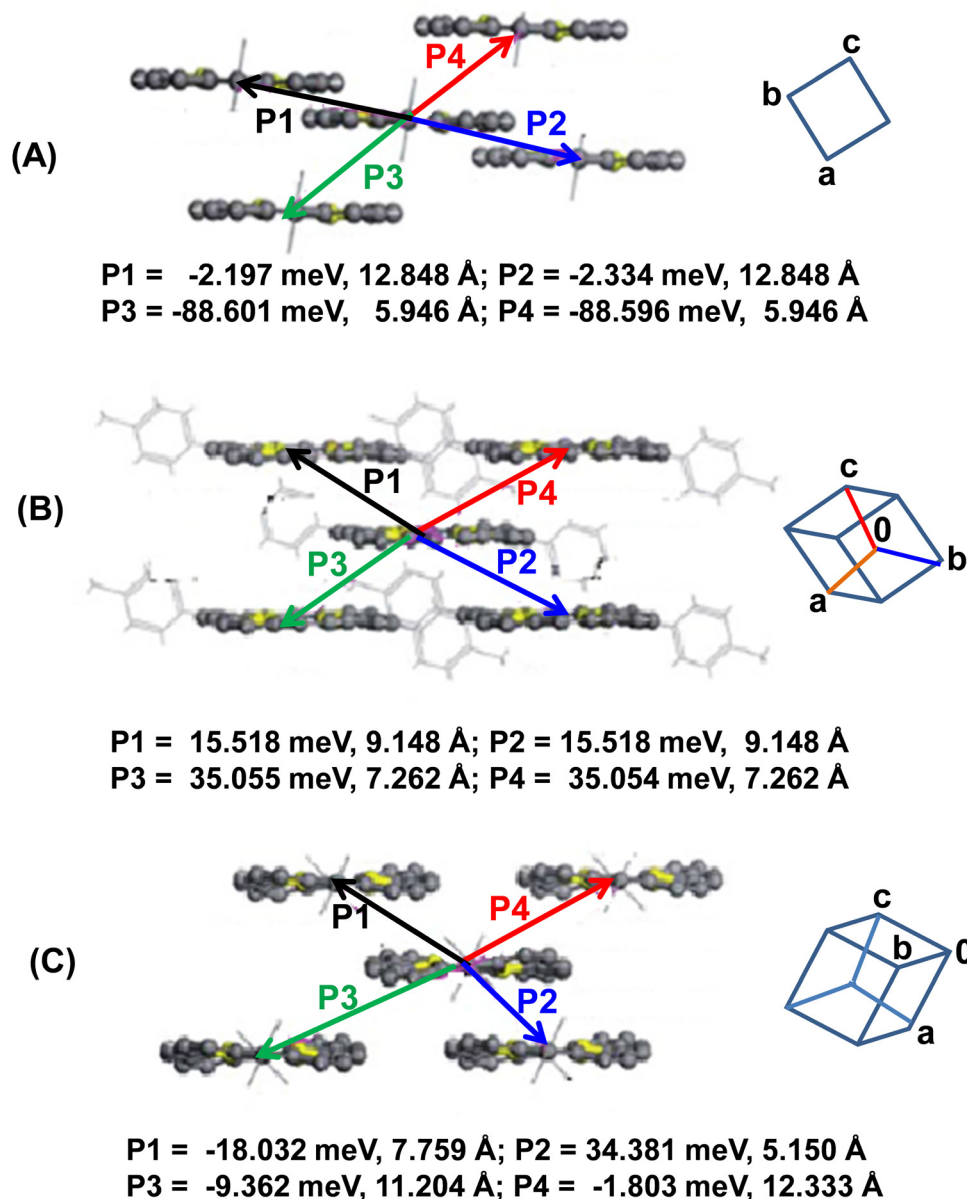 P4
c
b
P1
P2
(A)
P3
a
P1 = -2.197 meV, 12.848 Å; P2 = -2.334 meV, 12.848 Å
P3 = -88.601 meV, 5.946 Å; P4 = -88.596 meV, 5.946 Å
c
P1
P4
(B)
0
P3
P2
b
a
P1 = 15.518 meV, 9.148 Å; P2 = 15.518 meV, 9.148 Å
P3 = 35.055 meV, 7.262 Å; P4 = 35.054 meV, 7.262 Å
c
P1
P4
b
0
(C)
P3
P2
a
P1 = -18.032 meV, 7.759 Å; P2 = 34.381 meV, 5.150 Å
P3 = -9.362 meV, 11.204 Å; P4 = -1.803 meV, 12.333 Å